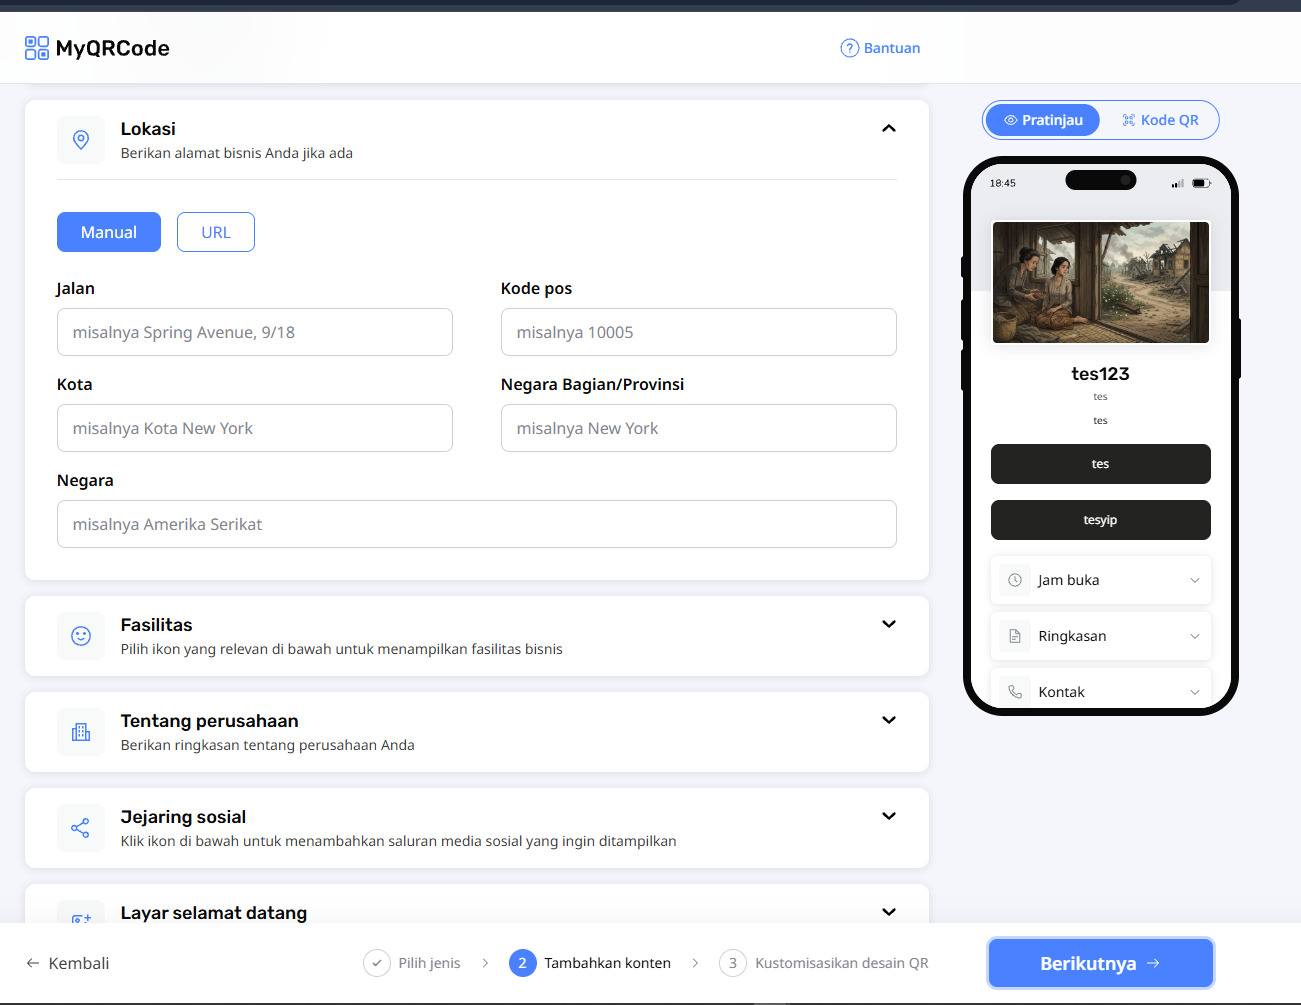 MyQRCode
Bantuan
Lokasi
Berikan alamat bisnis Anda jika ada
Manual
URL
Jalan
Kode pos
misalnya Spring Avenue, 9/18
misalnya 10005
Kota
Negara Bagian/Provinsi
misalnya Kota New York
misalnya New York
Negara
misalnya Amerika Serikat
Fasilitas
Pilih ikon yang relevan di bawah untuk menampilkan fasilitas bisnis
Tentang perusahaan
Berikan ringkasan tentang perusahaan Anda
Jejaring sosial
Klik ikon di bawah untuk menambahkan saluran media sosial yang ingin ditampilkan
Layar selamat datang
Pratinjau
Kode QR
18:45
tes123
tes
tes
tes
tesyip
Jam buka
Ringkasan
Kontak
Kembali
Pilih jenis
2
Tambahkan konten
3
Kustomisasikan desain QR
Berikutnya